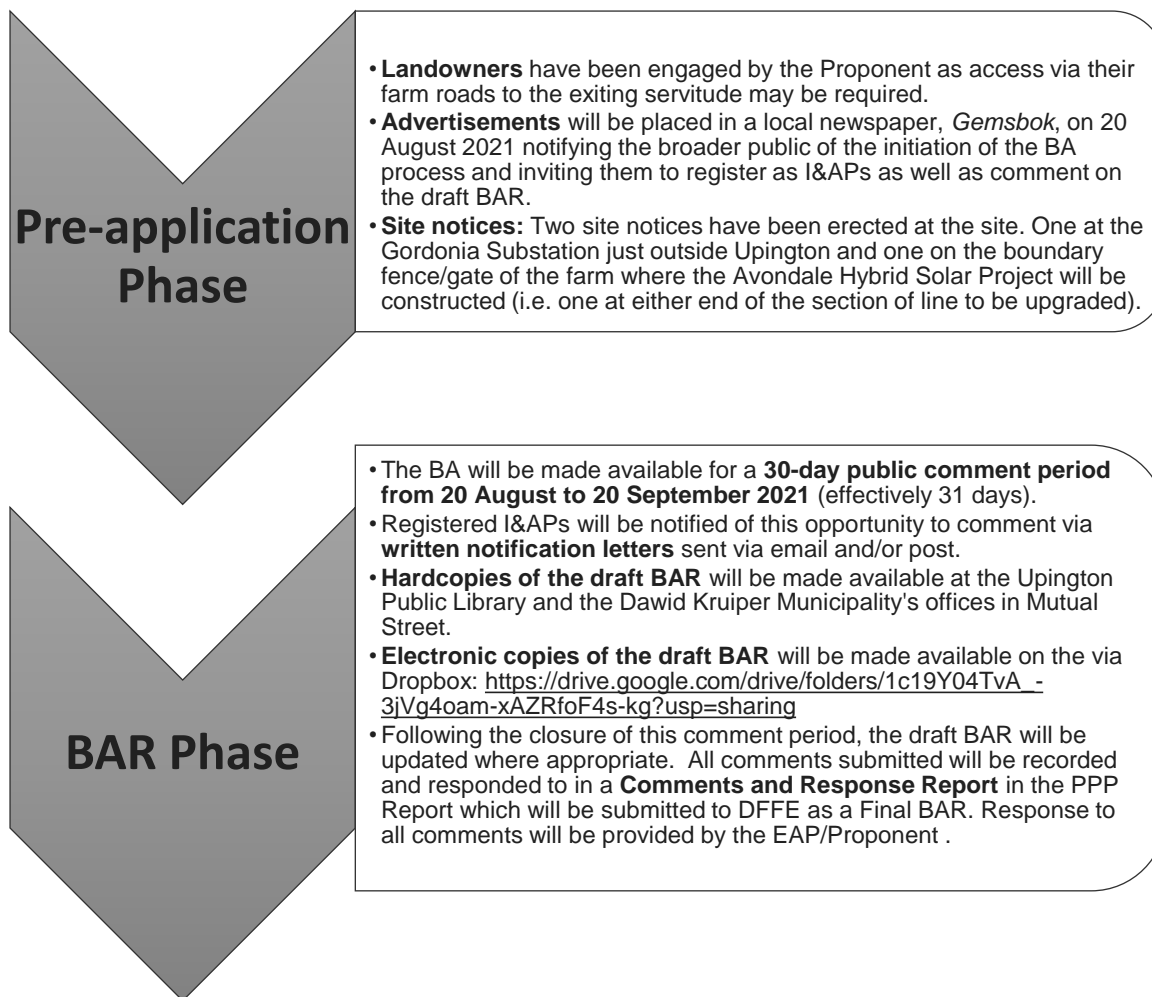 Pre-application
Phase
• Landowners have been engaged by the Proponent as access via their
farm roads to the exiting servitude may be required.
• Advertisements will be placed in a local newspaper, Gemsbok, on 20
August 2021 notifying the broader public of the initiation of the BA
process and inviting them to register as I&APs as well as comment on
the draft BAR.
• Site notices: Two site notices have been erected at the site. One at the
Gordonia Substation just outside Upington and one on the boundary
fence/gate of the farm where the Avondale Hybrid Solar Project will be
constructed (i.e. one at either end of the section of line to be upgraded).
BAR Phase
• The BA will be made available for a 30-day public comment period
from 20 August to 20 September 2021 (effectively 31 days).
• Registered I&APs will be notified of this opportunity to comment via
written notification letters sent via email and/or post.
• Hardcopies of the draft BAR will be made available at the Upington
Public Library and the Dawid Kruiper Municipality's offices in Mutual
Street.
• Electronic copies of the draft BAR will be made available on the via
Dropbox: https://drive.google.com/drive/folders/1c19Y04TvA_-
3jVg4oam-xAZRfoF4s-kg?usp=sharing
• Following the closure of this comment period, the draft BAR will be
updated where appropriate.  All comments submitted will be recorded
and responded to in a Comments and Response Report in the PPP
Report which will be submitted to DFFE as a Final BAR. Response to
all comments will be provided by the EAP/Proponent .